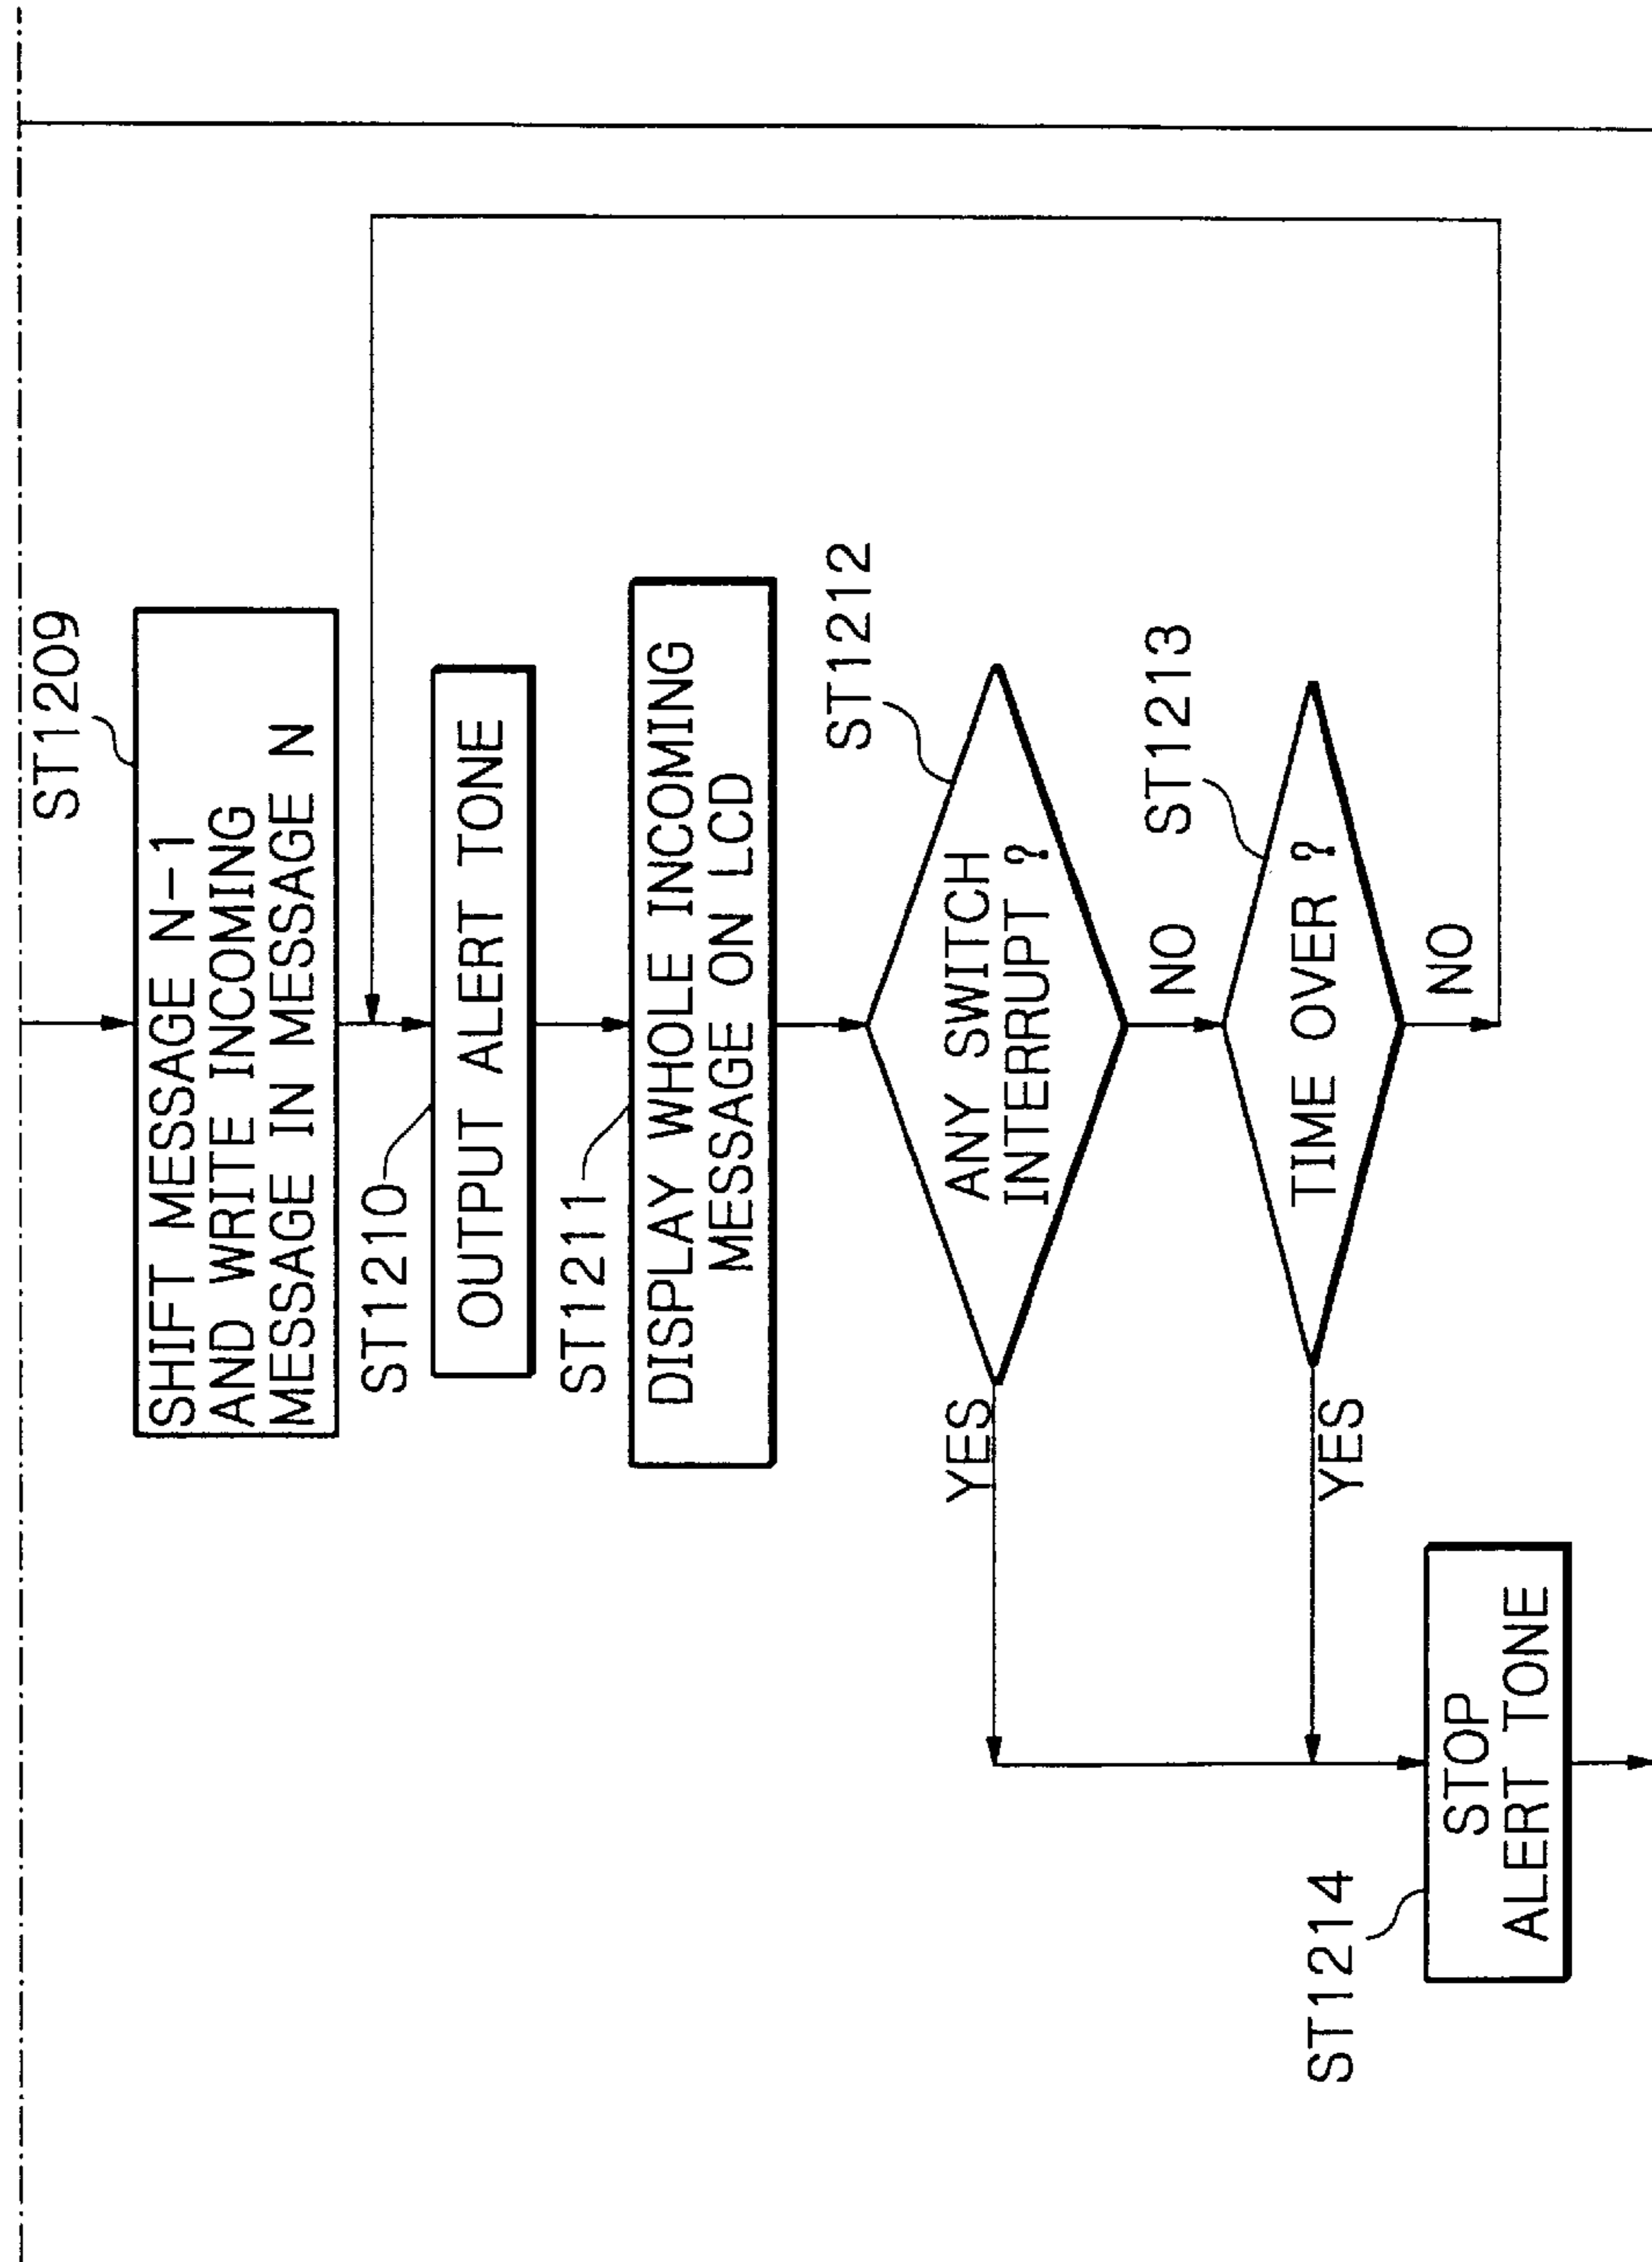 ST1209
SHIFT MESSAGE N-1
AND WRITE INCOMING
MESSAGE IN MESSAGE N
ST1210
OUTPUT ALERT TONE
ST1211
DISPLAY WHOLE INCOMING
MESSAGE ON LCD
ST1212
ANY SWITCH
INTERRUPT ?
YES
NO
ST1213
TIME OVER ?
YES
NO
ST1214
STOP
ALERT TONE